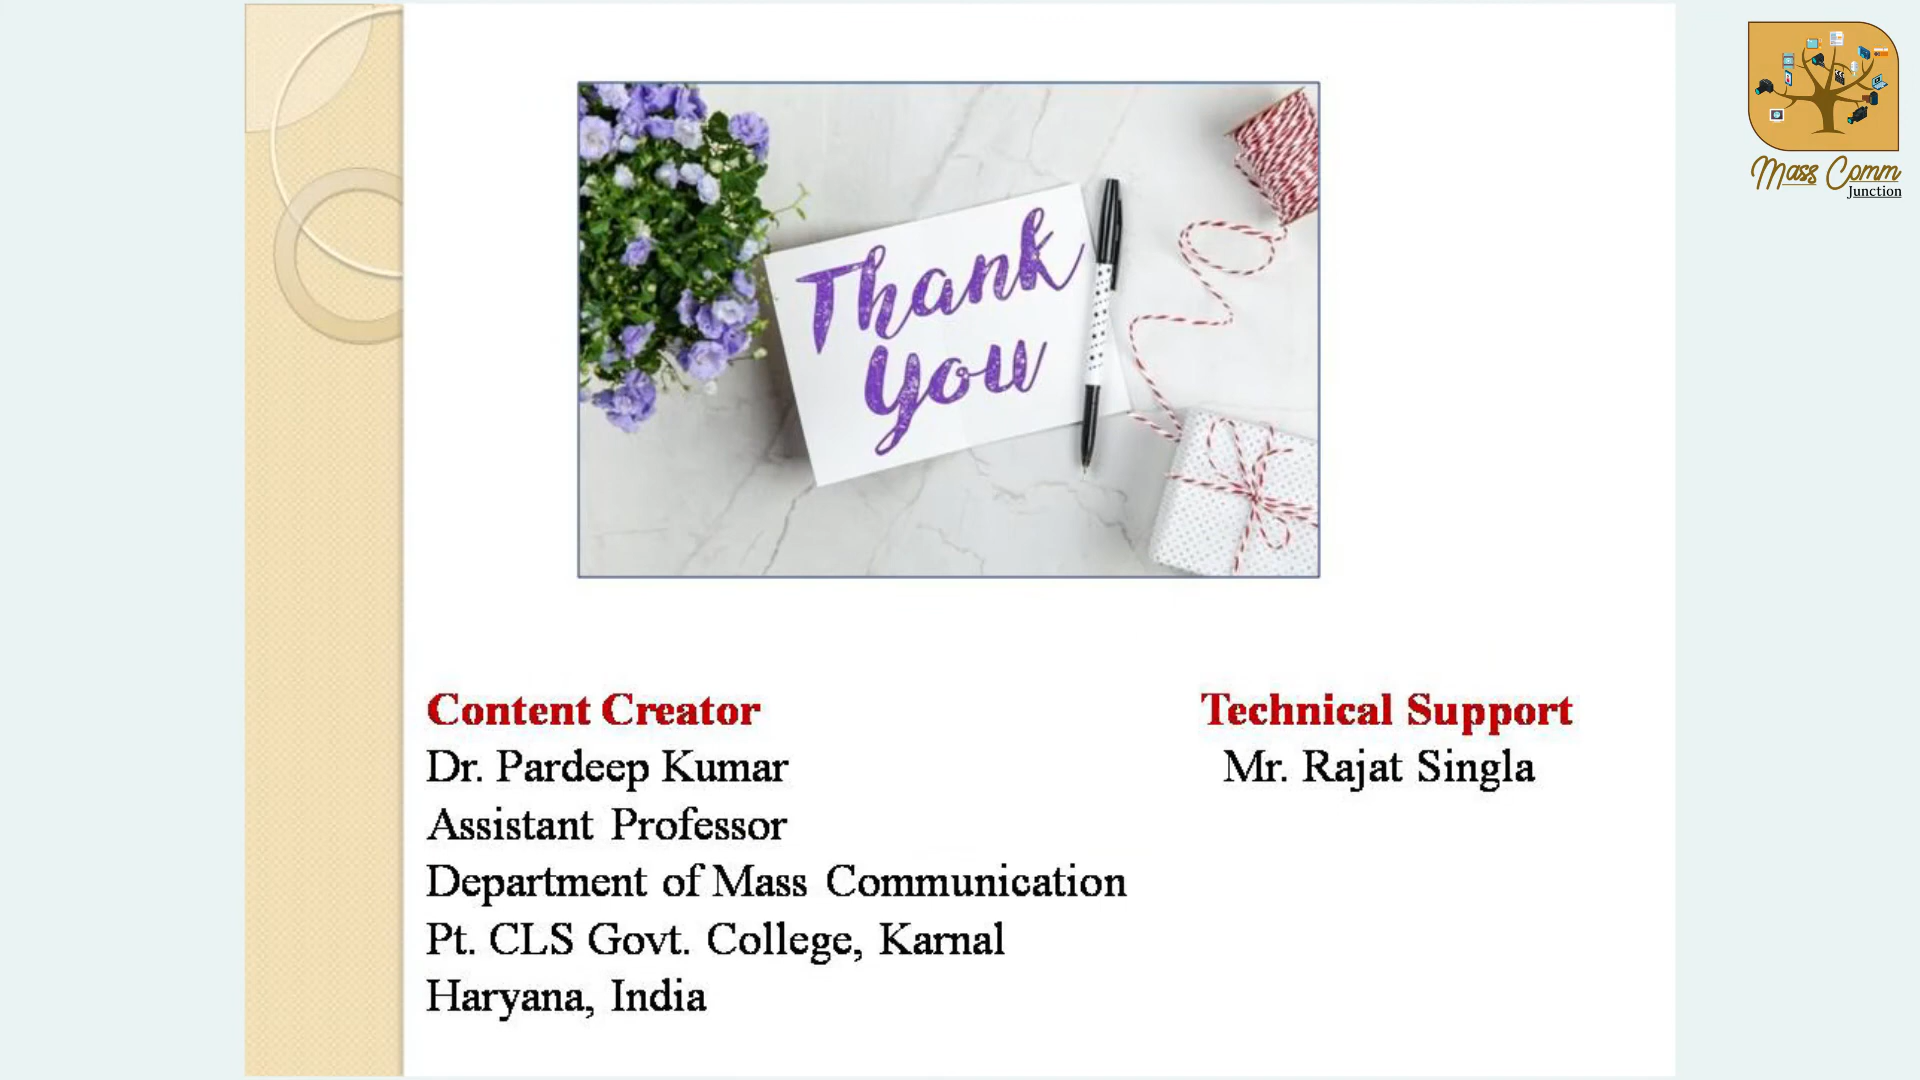 Mass Comm
Junction
Thank
You
Content Creator
Technical Support
Dr. Pardeep Kumar
Mr. Rajat Singla
Assistant Professor
Department of Mass Communication
Pt. CLS Govt. College, Karnal
Haryana, India